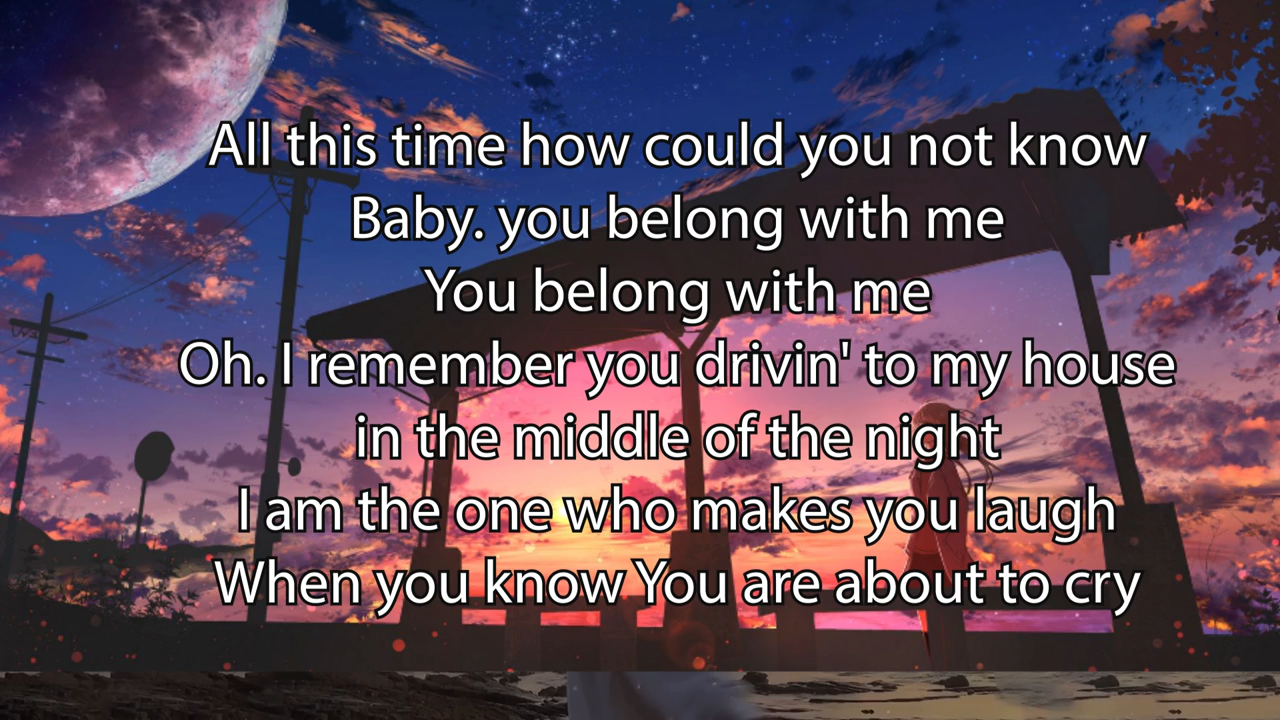 All this time how could you not know
Baby. you belong with me
You belong with me
Oh. I remember you drivin' to my house
in the middle of the night
I am the one who makes you laugh
When you know You are about to cry